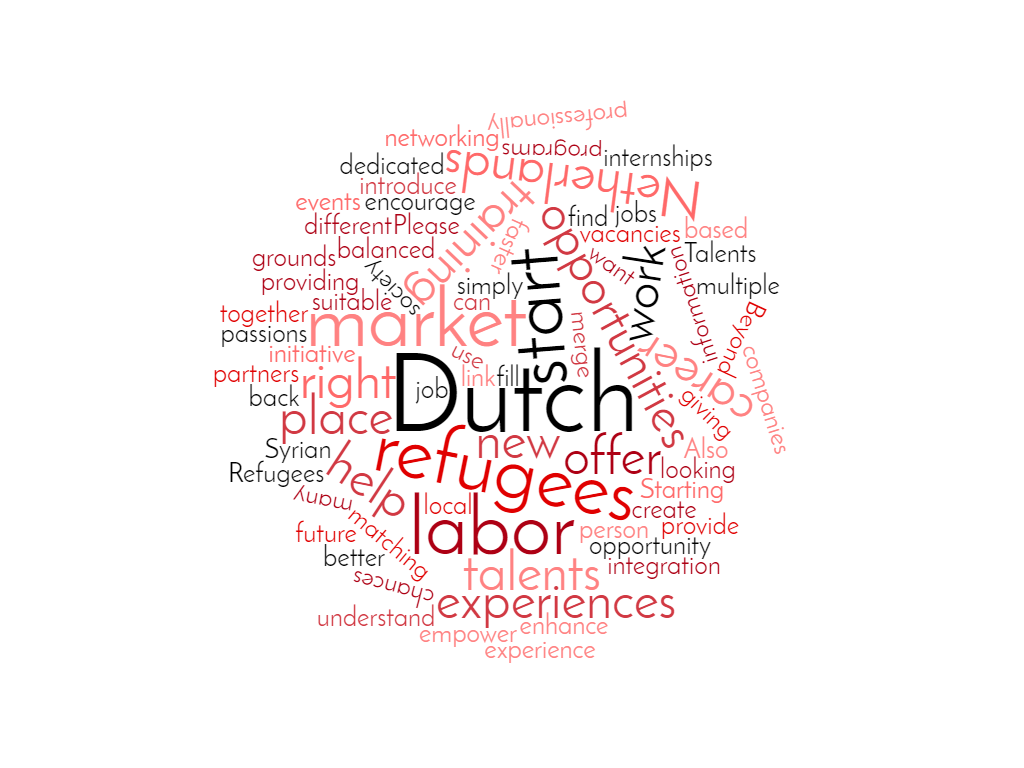 professionally
networking
programs
Netherlands
dedicated
internships
introduce
training
events
encourage
find
jobs
different
Please
faster
opportunities
vacancies
based
balanced
grounds
society
want
work
Talents
information
providing
simply
multiple
suitable
can
start
together
market
merge
Beyond
passions
initiative
use
career
companies
partners
right
job
link
fill
Dutch
back
giving
place
refugees
new
Syrian
help
offer
Also
Refugees
looking
many
Starting
local
create
future
matching
labor
person
provide
better
opportunity
chances
talents
integration
experiences
understand
empower
enhance
experience